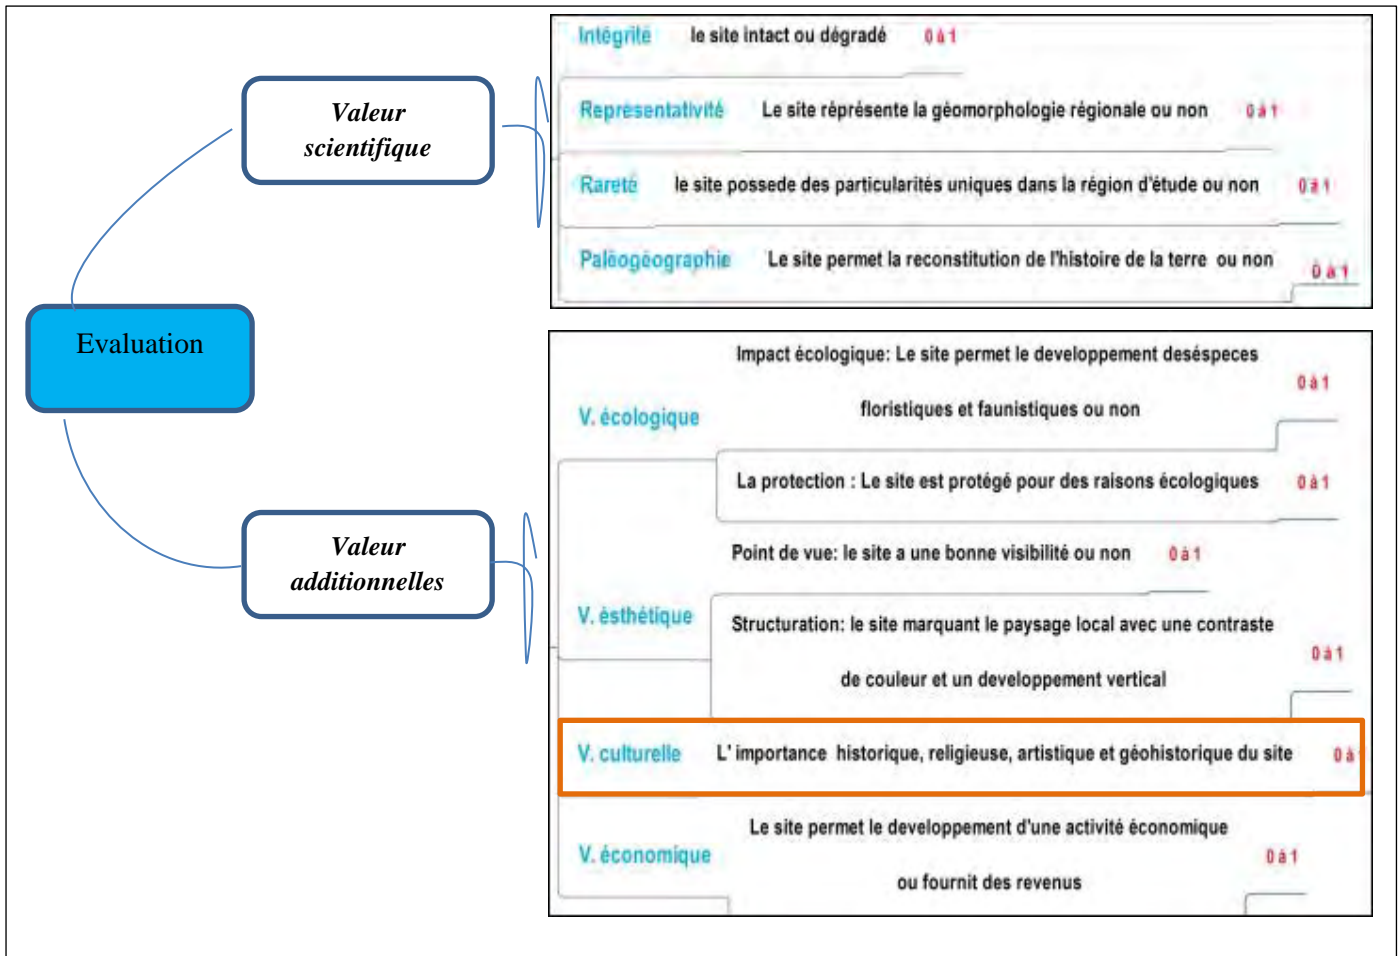 Intégrité le site intact ou dégradé 0 à 1
Représentativité Le site réprésente la géomorphologie régionale ou non 0 à 1
Rareté le site possede des particularités uniques dans la région d'étude ou non 0 à 1
Paléogéographie Le site permet la reconstitution de l'histoire de la terre ou non 0 à 1
Valeur
scientifique
Evaluation
Valeur
additionnelles
Impact écologique: Le site permet le developpement deséspeces
0 à 1
floristiques et faunistiques ou non
V. écologique
La protection : Le site est protégé pour des raisons écologiques 0 à 1
Point de vue: le site a une bonne visibilité ou non 0 à 1
V. ésthétique
Structuration: le site marquant le paysage local avec une contraste
0 à 1
de couleur et un developpement vertical
V. culturelle L' importance historique, religieuse, artistique et géohistorique du site 0 à 1
Le site permet le developpement d'une activité économique
V. économique 0 à 1
ou fournit des revenus